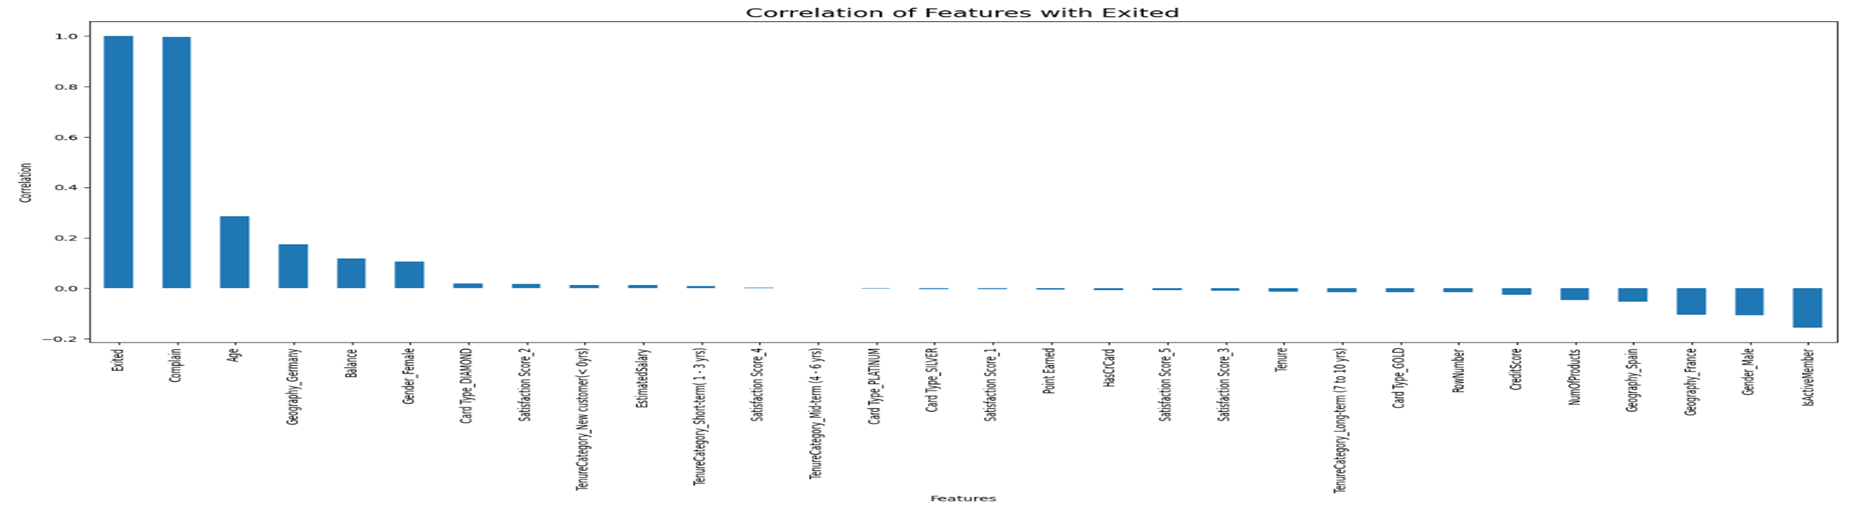 Correlation of Features with Exited
1.0
0.8
0.6
0.4
0.2
0.0
−0.2
Correlation
Exited
Complain
Age
Geography_Germany
Balance
Gender_Female
Card Type_DIAMOND
Satisfaction Score_2
TenureCategory_New customer(< 0yrs)
EstimatedSalary
TenureCategory_Short-term( 1 - 3 yrs)
Satisfaction Score_4
TenureCategory_Mid-term (4 - 6 yrs)
Card Type_PLATINUM
Card Type_SILVER
Satisfaction Score_1
Point Earned
HasCrCard
Satisfaction Score_5
Satisfaction Score_3
Tenure
TenureCategory_Long-term (7 to 10 yrs)
Card Type_GOLD
RowNumber
CreditScore
NumOfProducts
Geography_Spain
Geography_France
Gender_Male
IsActiveMember
Features